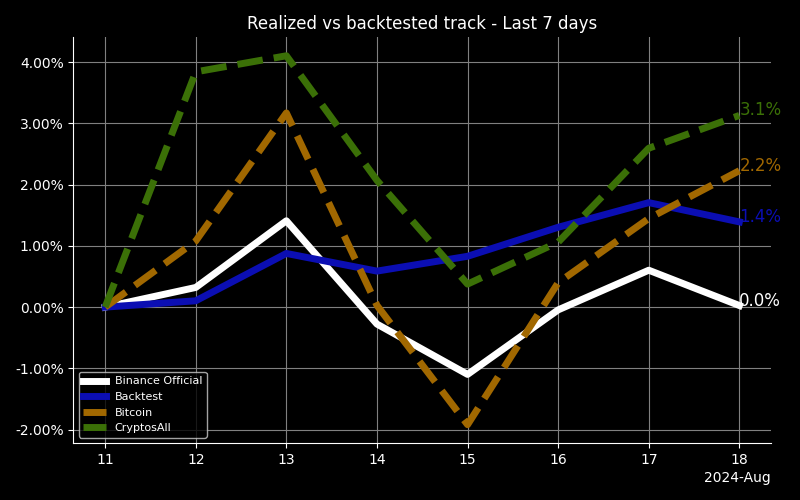 Realized vs backtested track - Last 7 days
4.00%
3.00%
2.00%
1.00%
0.00%
-1.00%
-2.00%
3.1%
2.2%
1.4%
0.0%
Binance Official
Backtest
Bitcoin
CryptosAll
11 12 13 14 15 16 17 18
2024-Aug